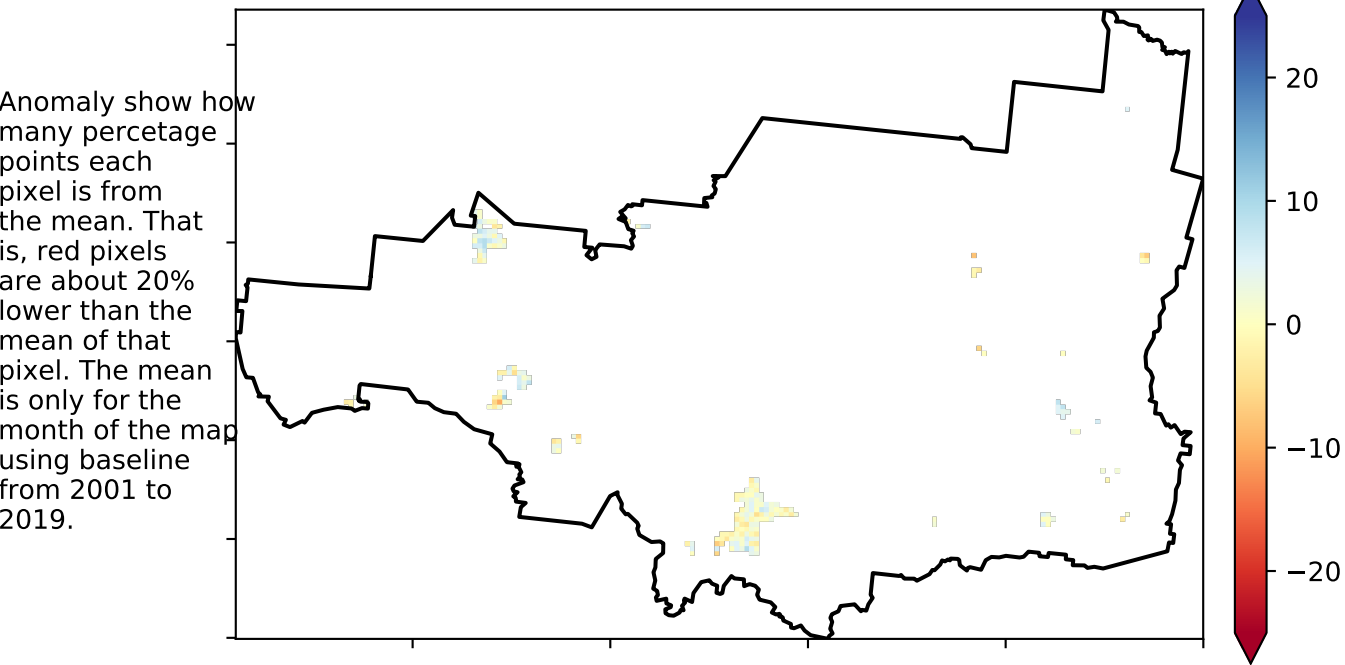 Anomaly show how
many percetage
points each
pixel is from
the mean. That
is, red pixels
are about 20%
lower than the
mean of that
pixel. The mean
is only for the
month of the map
using baseline
from 2001 to
2019.
20
10
0
−10
−20